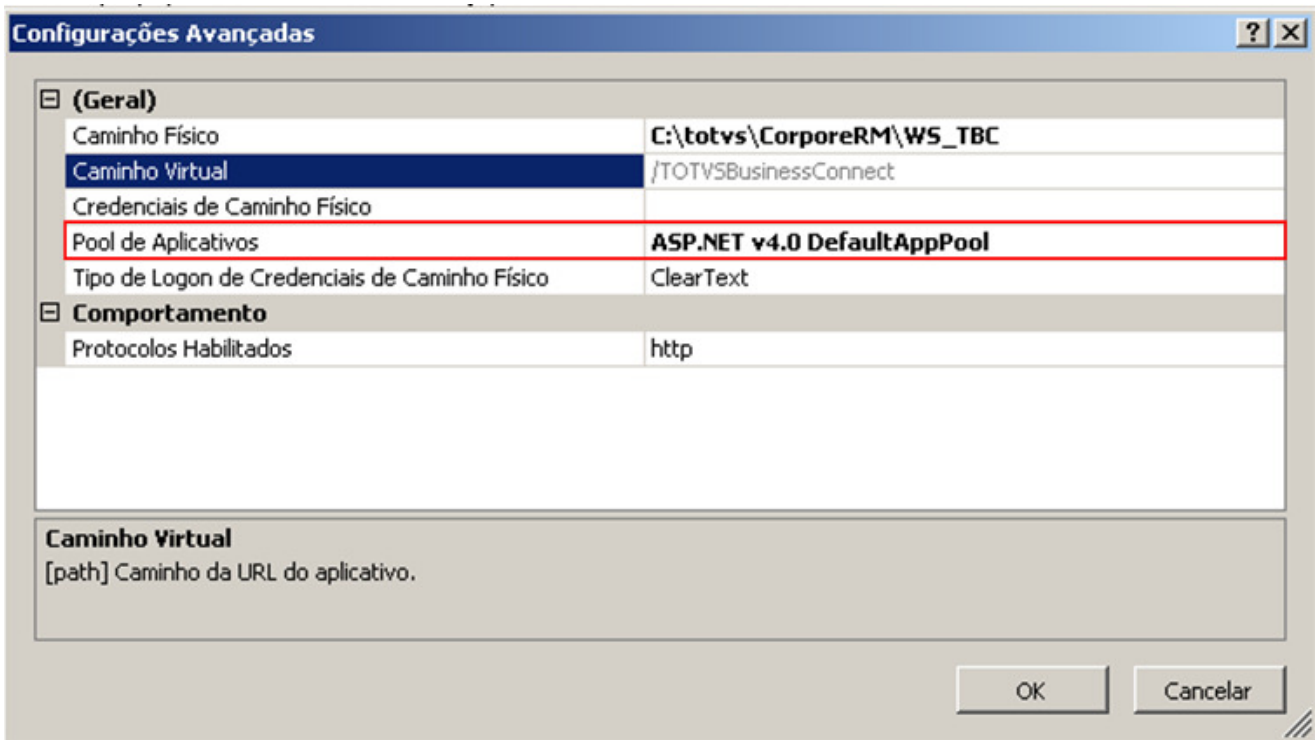 Configurações Avançadas
(Geral)
Caminho Físico C:\totvs\CorporeRM\WS_TBC
Caminho Virtual /TOTVSBusinessConnect
Credenciais de Caminho Físico
Pool de Aplicativos ASP.NET v4.0 DefaultAppPool
Tipo de Logon de Credenciais de Caminho Físico ClearText
Comportamento
Protocolos Habilitados http
Caminho Virtual
[path] Caminho da URL do aplicativo.
OK Cancelar